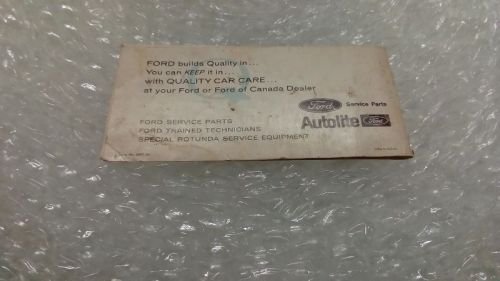 FORD builds Quality in...
You can KEEP it in...
with QUALITY CAR CARE...
at your Ford or Ford of Canada Dealer
Ford Service Parts
Autolite Ford
FORD SERVICE PARTS
FORD TRAINED TECHNICIANS
SPECIAL ROTUNDA SERVICE EQUIPMENT